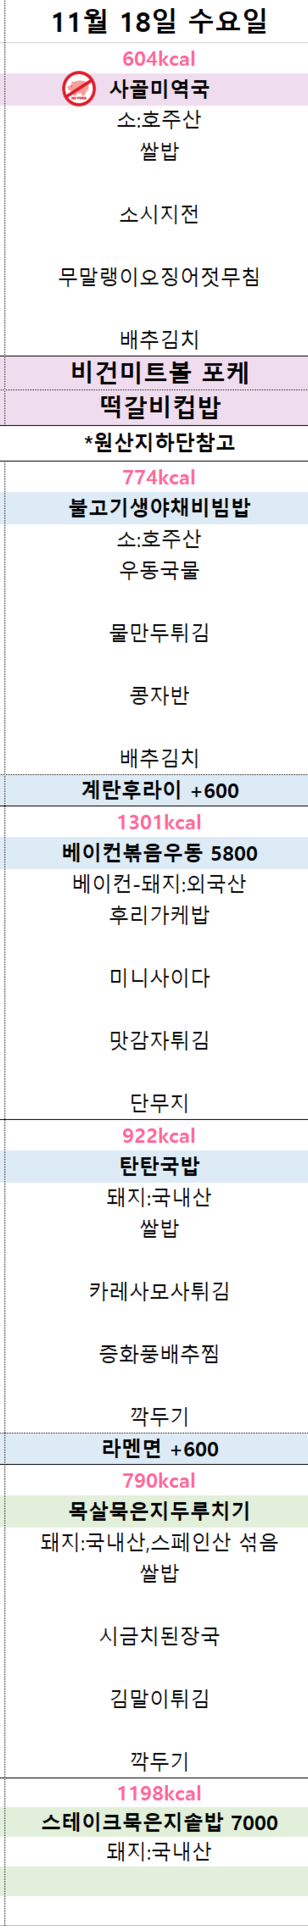 11월 18일 수요일
604kcal
사골미역국
소:호주산
쌀밥
소시지전
무말랭이오징어젓무침
배추김치
비건미트볼 포케
떡갈비컵밥
*원산지하단참고
774kcal
불고기생야채비빔밥
소:호주산
우동국물
물만두튀김
콩자반
배추김치
계란후라이 +600
1301kcal
베이컨볶음우동 5800
베이컨-돼지:외국산
후리가케밥
미니사이다
맛감자튀김
단무지
922kcal
탄탄국밥
돼지:국내산
쌀밥
카레사모사튀김
중화풍배추찜
깍두기
라멘면 +600
790kcal
목살묵은지두루치기
돼지:국내산,스페인산 섞음
쌀밥
시금치된장국
김말이튀김
깍두기
1198kcal
스테이크묵은지솥밥 7000
돼지:국내산